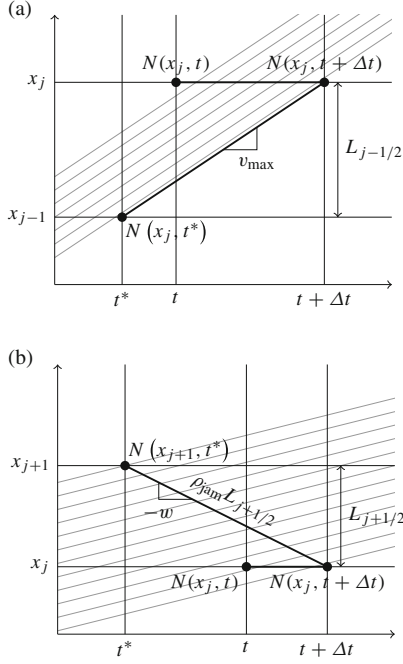 (a)
x_j
N(x_j, t)
N(x_j, t + Δt)
L_{j−1/2}
v_max
x_{j−1}
N (x_j, t*)
t*
t
t + Δt
(b)
x_{j+1}
N (x_{j+1}, t*)
ρ_jam L_{j+1/2}
−w
L_{j+1/2}
x_j
N(x_j, t)
N(x_j, t + Δt)
t*
t
t + Δt